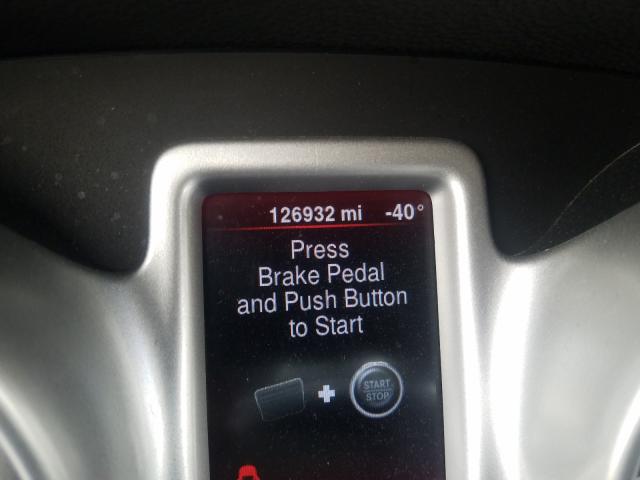 126932 mi -40°
Press
Brake Pedal
and Push Button
to Start
START
STOP